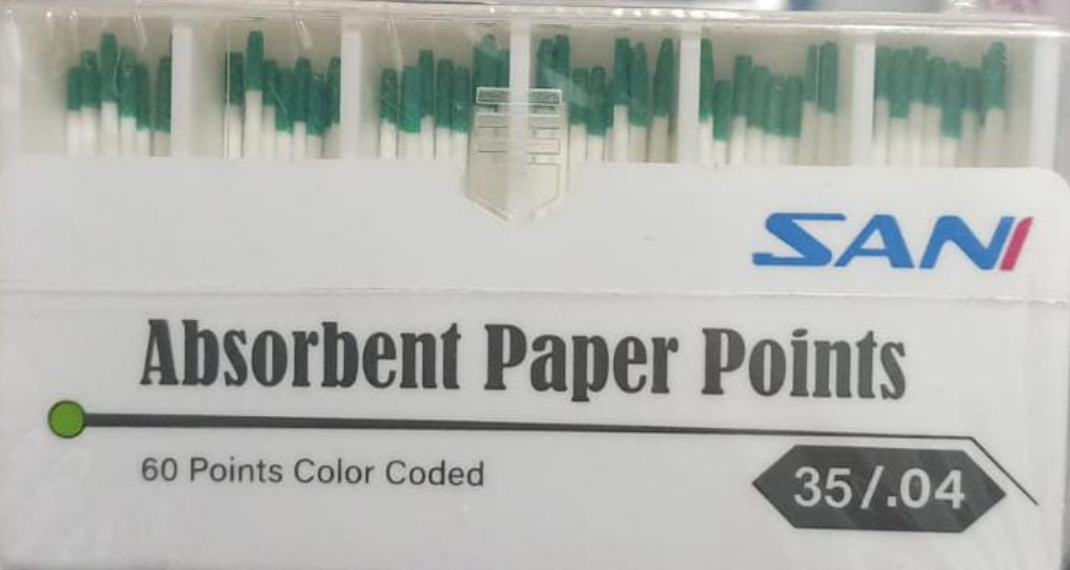 SANI
Absorbent Paper Points
60 Points Color Coded
35/.04